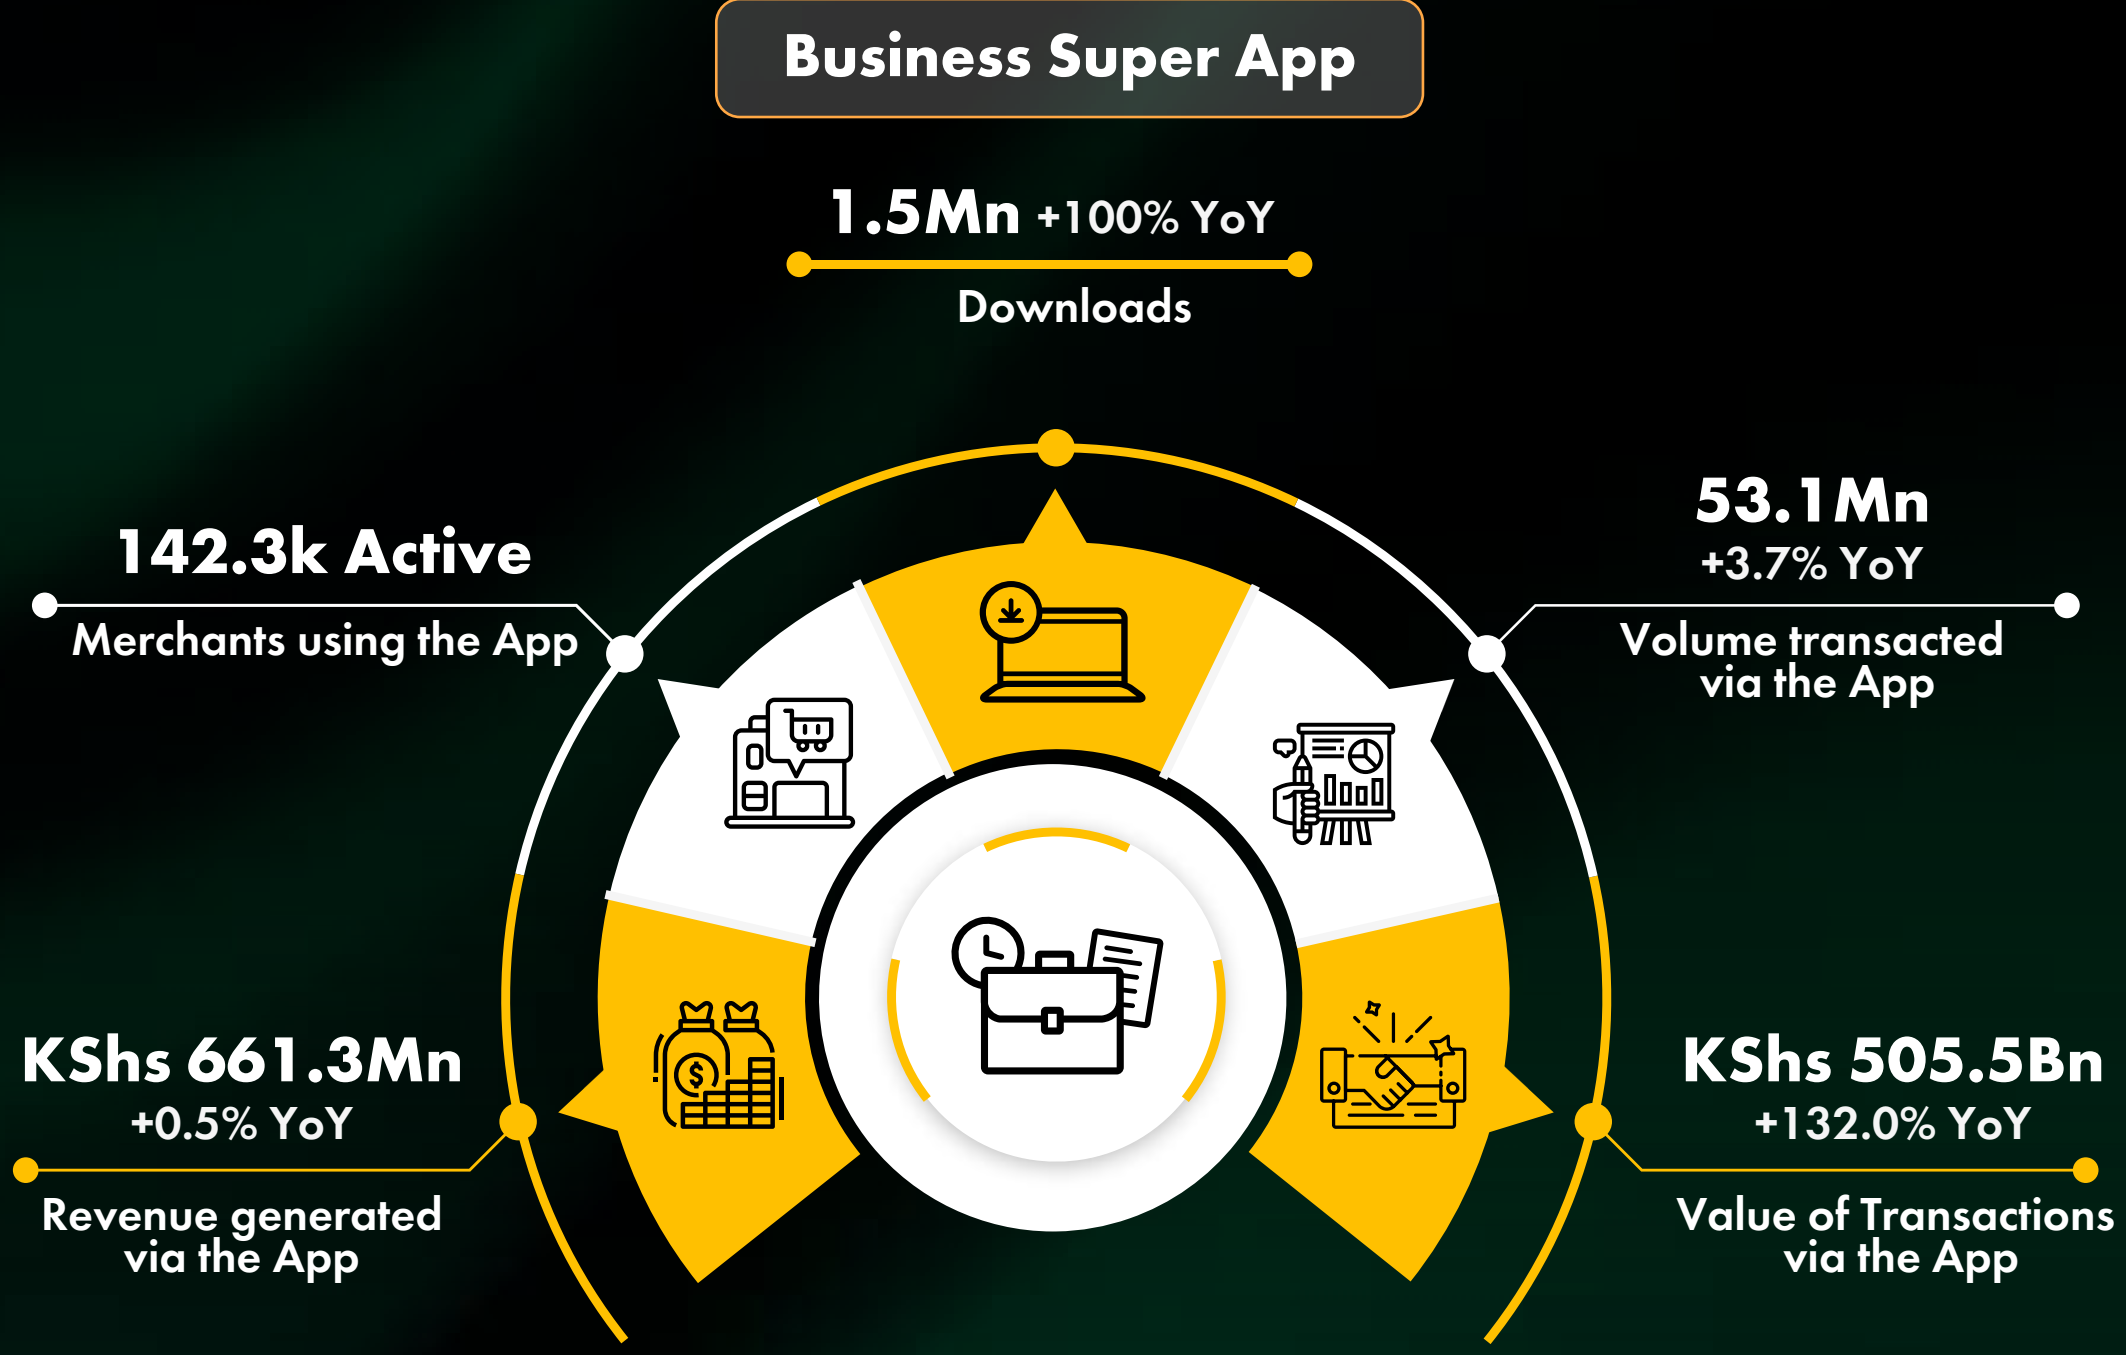 Business Super App
1.5Mn +100% YoY
Downloads
142.3k Active
Merchants using the App
53.1Mn
+3.7% YoY
Volume transacted
via the App
KShs 661.3Mn
+0.5% YoY
Revenue generated
via the App
KShs 505.5Bn
+132.0% YoY
Value of Transactions
via the App
$